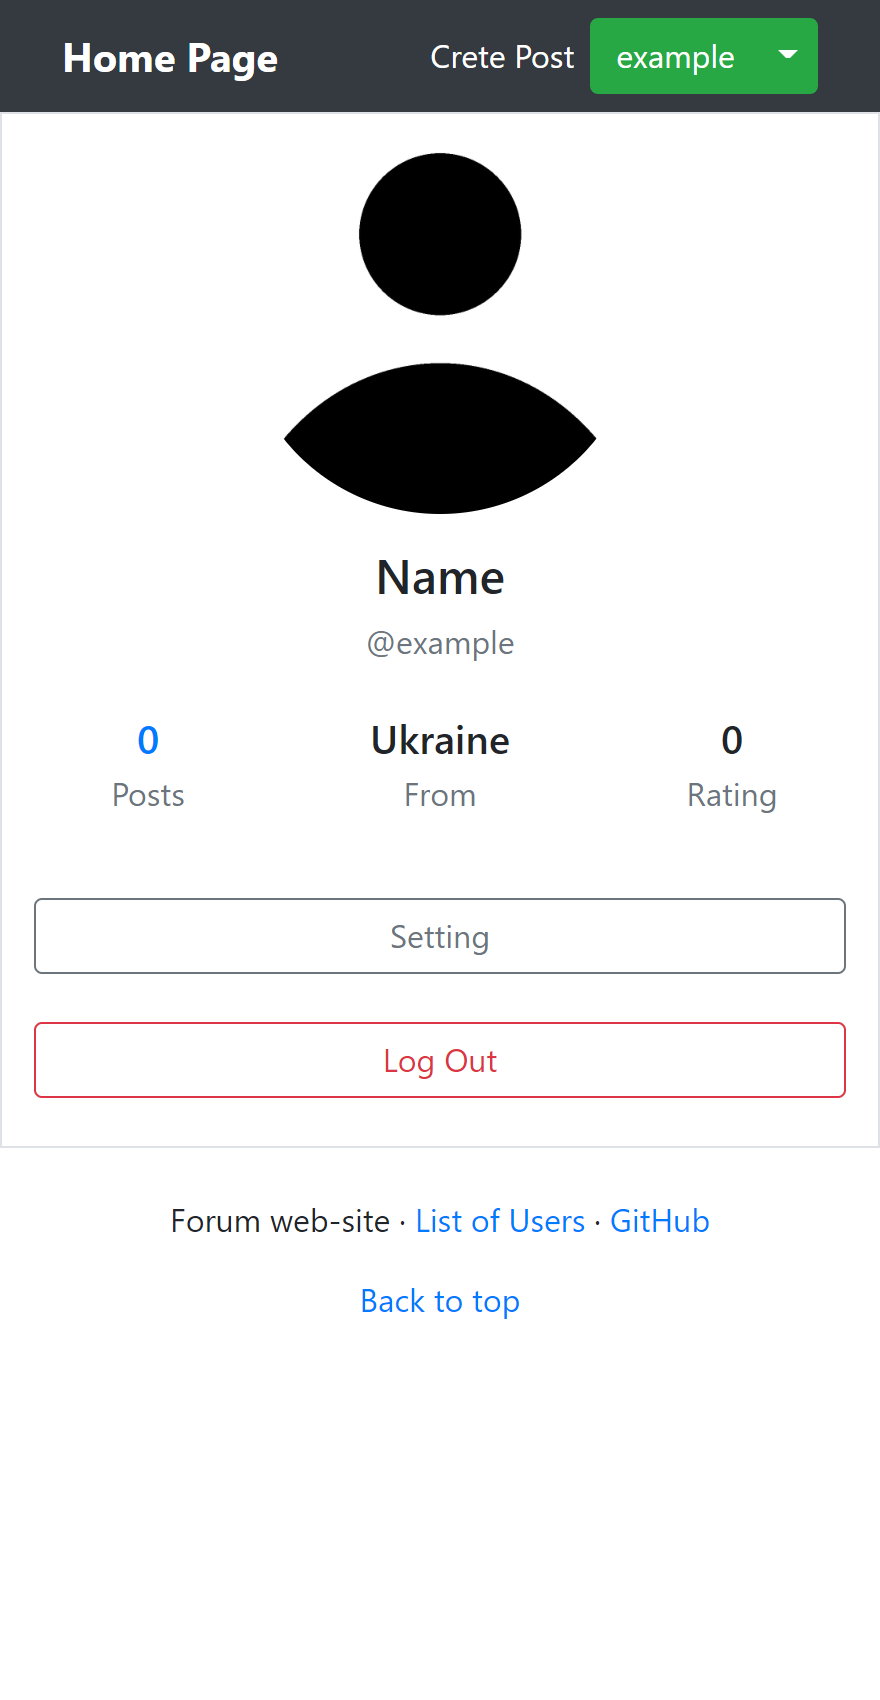 Home Page Crete Post example
Name
@example
0 Ukraine 0
Posts From Rating
Setting
Log Out
Forum web-site · List of Users · GitHub
Back to top